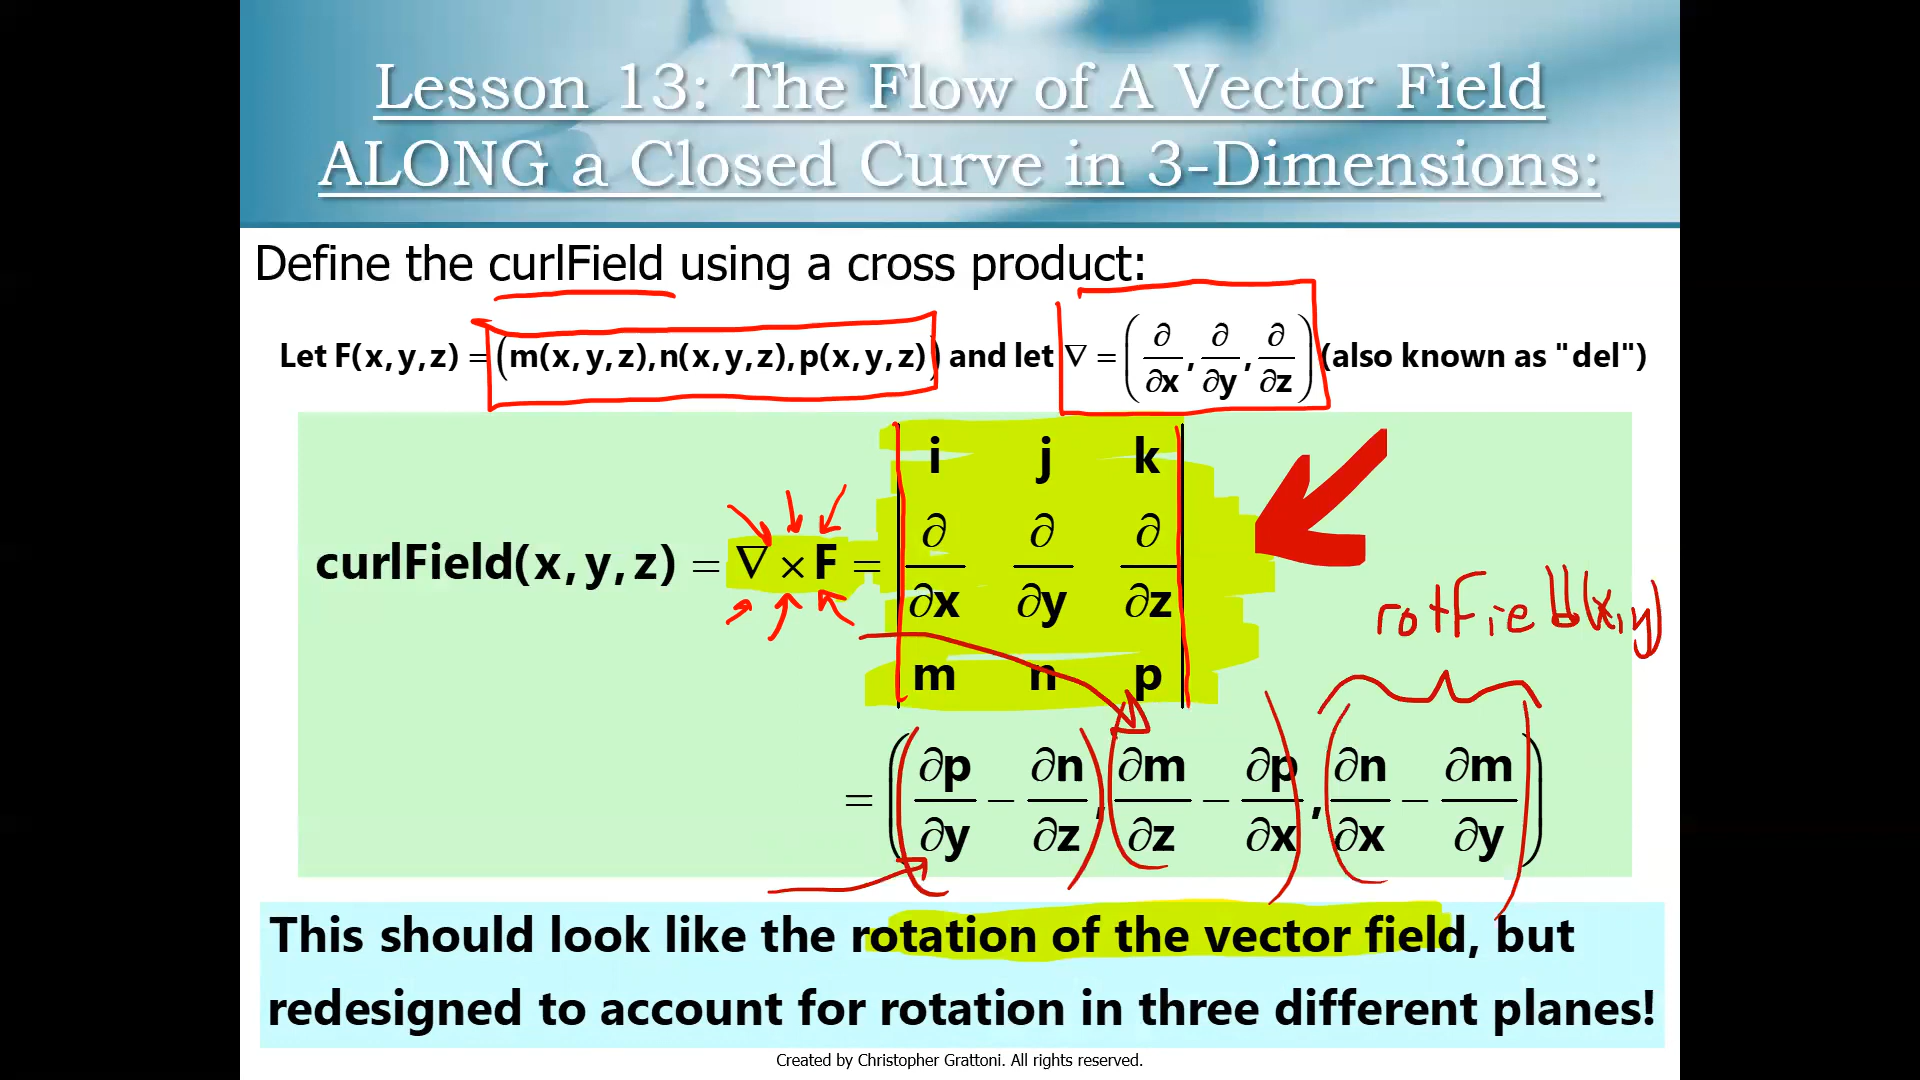 Lesson 13: The Flow of A Vector Field
ALONG a Closed Curve in 3-Dimensions:
Define the curlField using a cross product:
Let F(x,y,z) = (m(x,y,z),n(x,y,z),p(x,y,z)) and let ∇ = (∂/∂x, ∂/∂y, ∂/∂z) (also known as "del")
i j k
curlField(x,y,z) = ∇ × F = ∂/∂x ∂/∂y ∂/∂z
m n p
rotField(x,y)
= (∂p/∂y − ∂n/∂z, ∂m/∂z − ∂p/∂x, ∂n/∂x − ∂m/∂y)
This should look like the rotation of the vector field, but
redesigned to account for rotation in three different planes!
Created by Christopher Grattoni. All rights reserved.